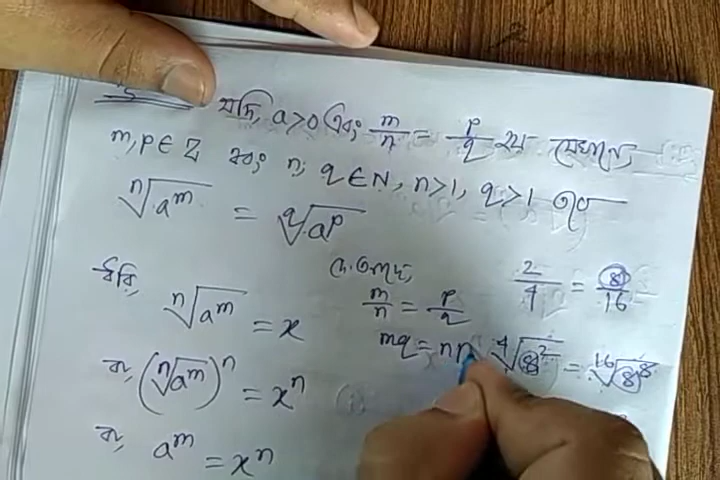 যদি, a>0 এবং m/n = p/q হয় যেখানে,
m,p∈Z এবং n, q∈N, n>1, q>1 তবে
ⁿ√aᵐ = ^q√aᵖ
ধরি,
ⁿ√aᵐ = x
বা, (ⁿ√aᵐ)ⁿ = xⁿ
বা, aᵐ = xⁿ
m/n = p/q
mq = np
2/4 = 8/16
⁴√8² = ¹⁶√8⁸